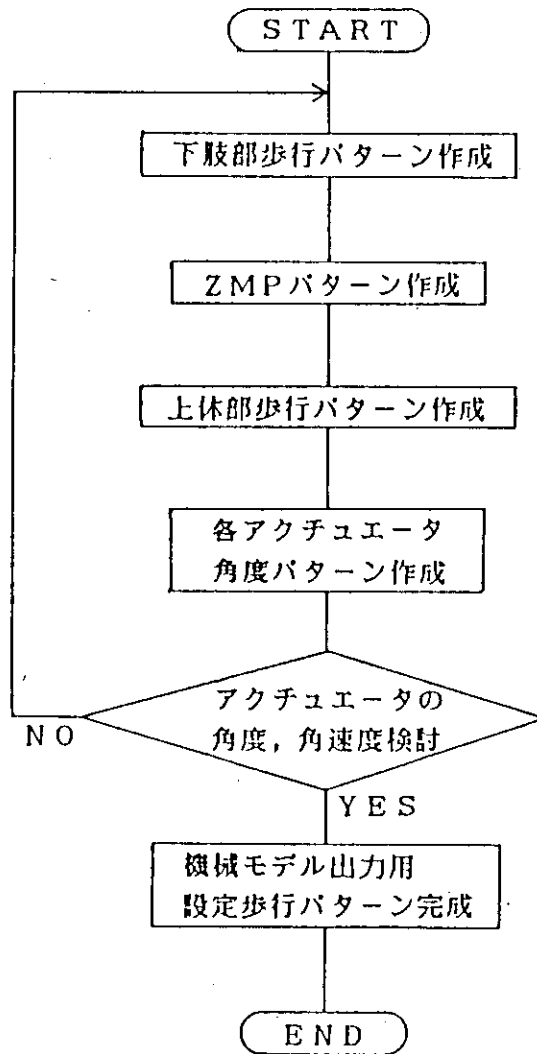 START
下肢部歩行パターン作成
ZMPパターン作成
上体部歩行パターン作成
各アクチュエータ
角度パターン作成
アクチュエータの
角度，角速度検討
NO
YES
機械モデル出力用
設定歩行パターン完成
END